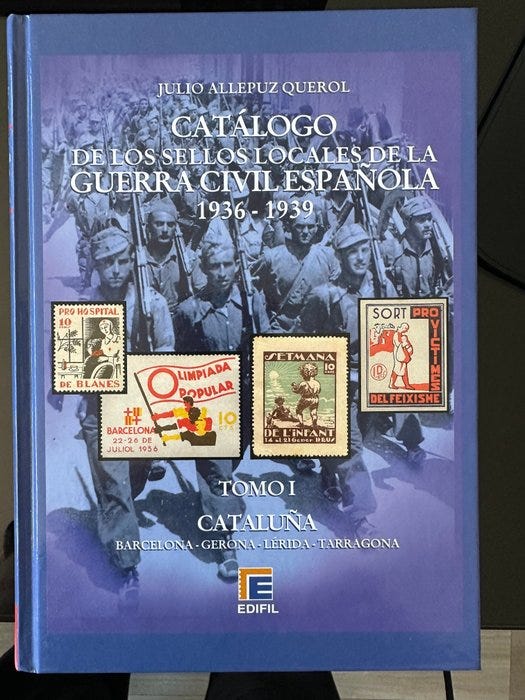 JULIO ALLEPUZ QUEROL
CATÁLOGO
DE LOS SELLOS LOCALES DE LA
GUERRA CIVIL ESPAÑOLA
1936 - 1939
PRO HOSPITAL
10
DE BLANES
OLIMPIADA
POPULAR
BARCELONA
22-26 DE
JULIOL 1936
10
SETMANA
10
DE L'INFANT
SORT PRO VICTIMES
DEL FEIXISME
TOMO I
CATALUÑA
BARCELONA - GERONA - LÉRIDA - TARRAGONA
E
EDIFIL